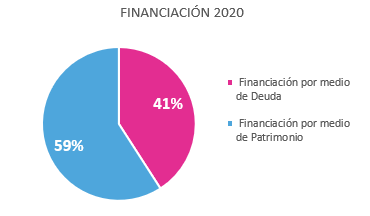 FINANCIACIÓN 2020
41%
59%
Financiación por medio
de Deuda
Financiación por medio
de Patrimonio